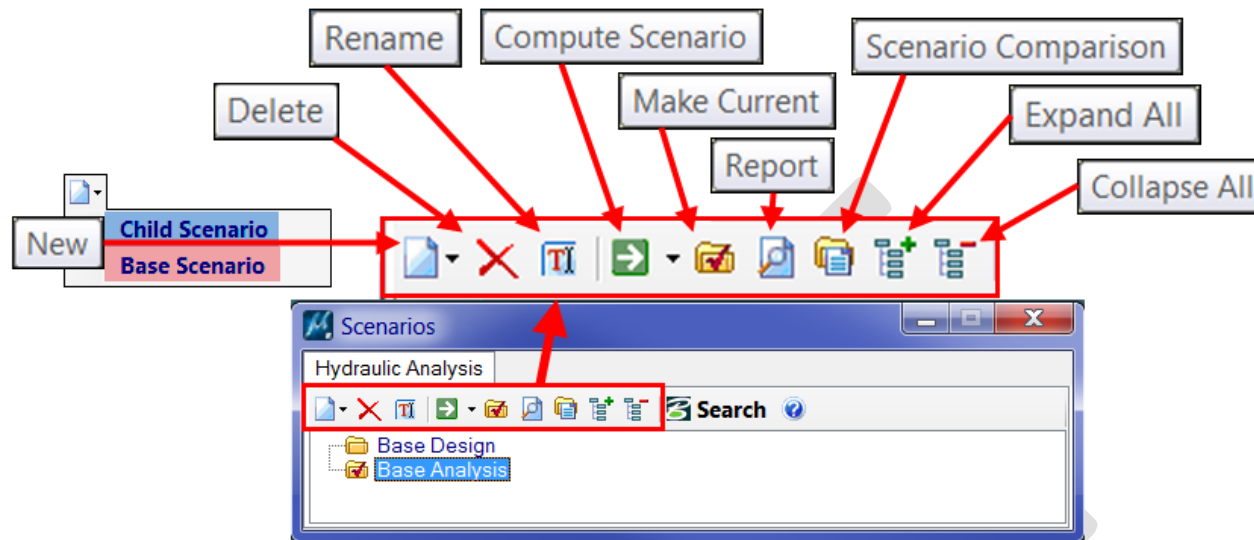 Rename
Compute Scenario
Scenario Comparison
Delete
Make Current
Expand All
Report
Collapse All
New
Child Scenario
Base Scenario
Scenarios
Hydraulic Analysis
Search
Base Design
Base Analysis